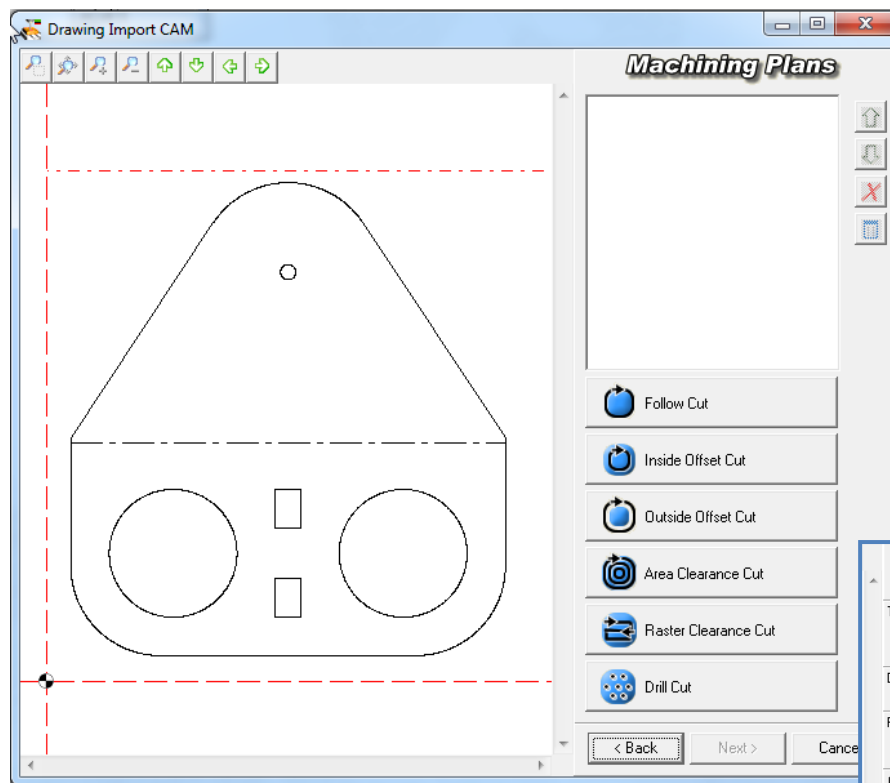 Drawing Import CAM
Machining Plans
Follow Cut
Inside Offset Cut
Outside Offset Cut
Area Clearance Cut
Raster Clearance Cut
Drill Cut
< Back
Next >
Cance